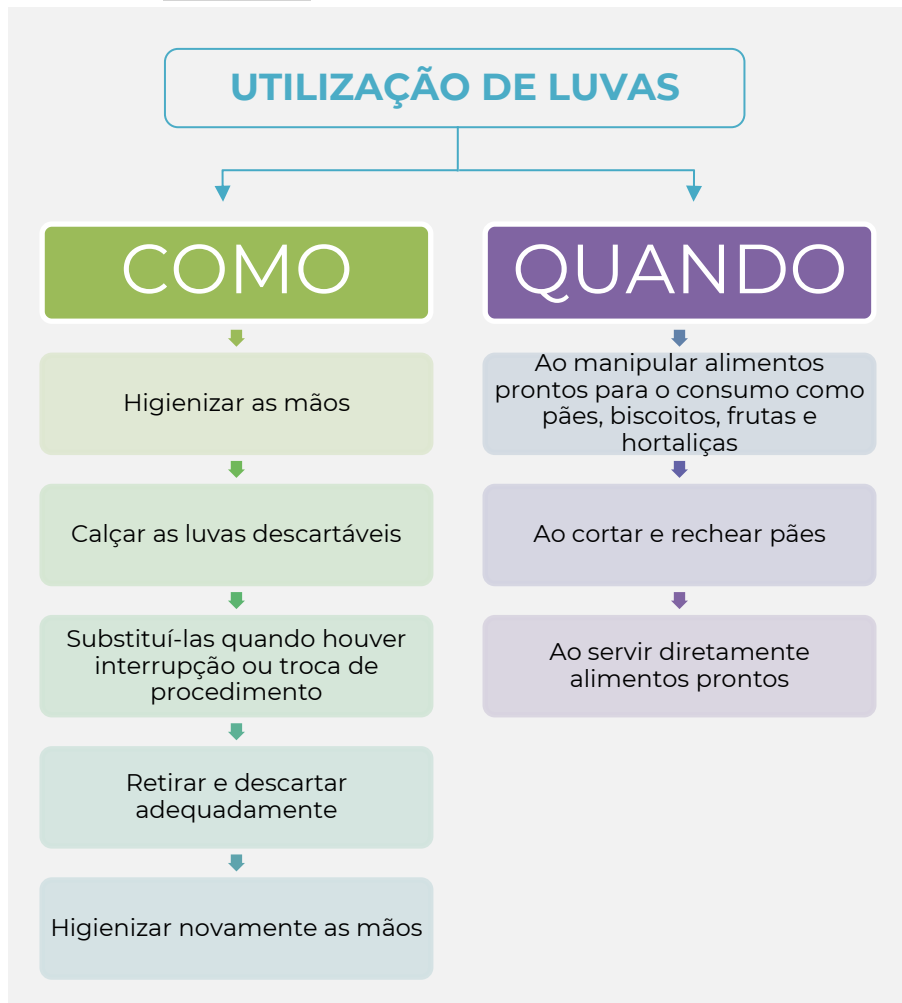 UTILIZAÇÃO DE LUVAS
COMO
Higienizar as mãos
Calçar as luvas descartáveis
Substituí-las quando houver
interrupção ou troca de
procedimento
Retirar e descartar
adequadamente
Higienizar novamente as mãos
QUANDO
Ao manipular alimentos
prontos para o consumo como
pães, biscoitos, frutas e
hortaliças
Ao cortar e rechear pães
Ao servir diretamente
alimentos prontos